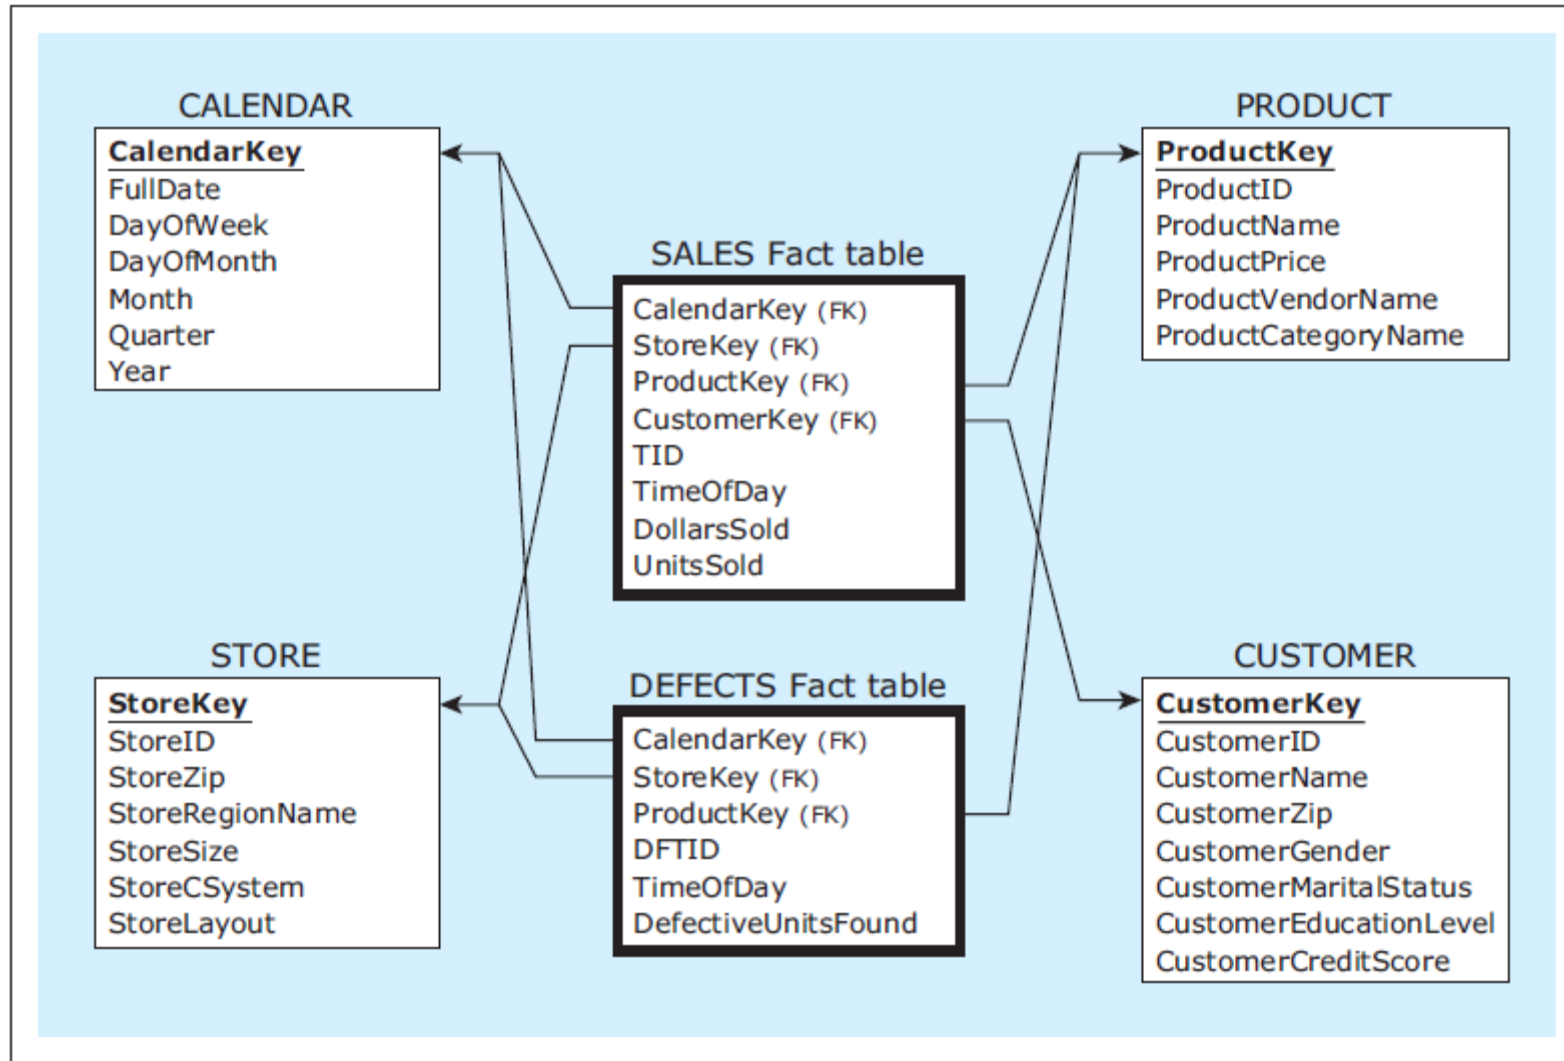 CALENDAR
CalendarKey
FullDate
DayOfWeek
DayOfMonth
Month
Quarter
Year
PRODUCT
ProductKey
ProductID
ProductName
ProductPrice
ProductVendorName
ProductCategoryName
SALES Fact table
CalendarKey (FK)
StoreKey (FK)
ProductKey (FK)
CustomerKey (FK)
TID
TimeOfDay
DollarsSold
UnitsSold
STORE
StoreKey
StoreID
StoreZip
StoreRegionName
StoreSize
StoreCSystem
StoreLayout
DEFECTS Fact table
CalendarKey (FK)
StoreKey (FK)
ProductKey (FK)
DFTID
TimeOfDay
DefectiveUnitsFound
CUSTOMER
CustomerKey
CustomerID
CustomerName
CustomerZip
CustomerGender
CustomerMaritalStatus
CustomerEducationLevel
CustomerCreditScore